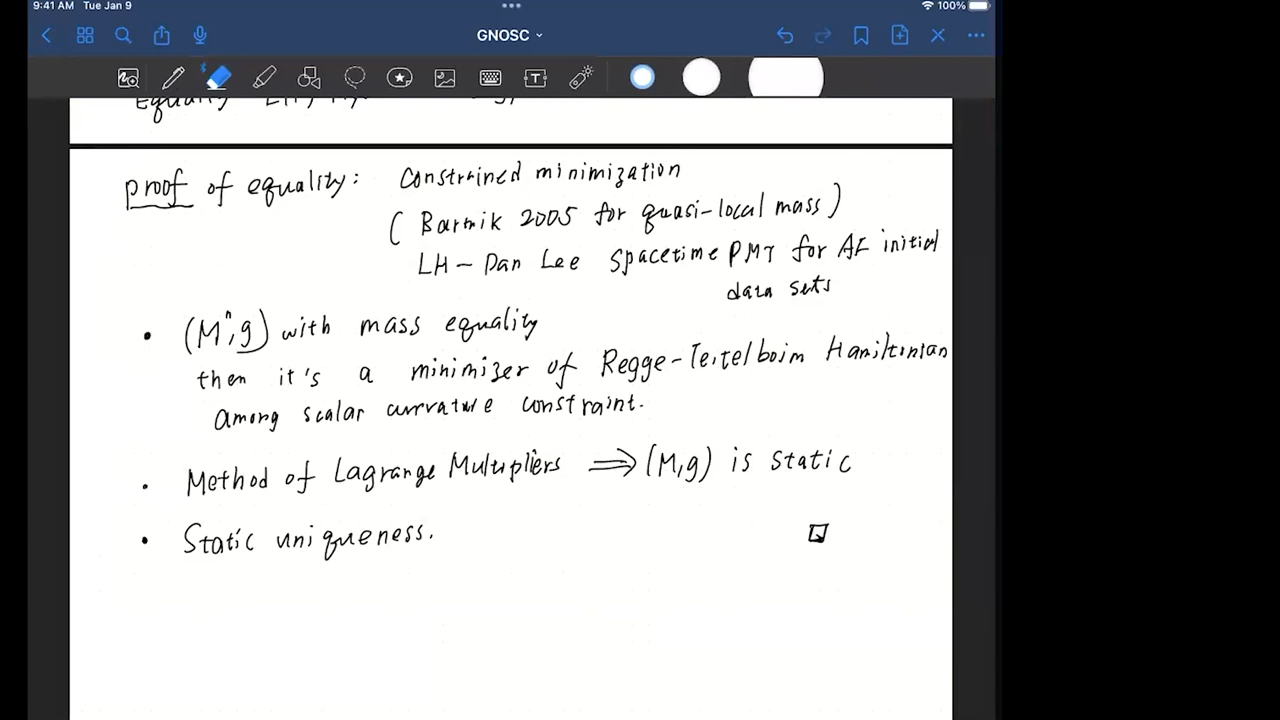 9:41 AM Tue Jan 9
100%
GNOSC
Equality
proof of equality: Constrained minimization
( Bartnik 2005 for quasi-local mass )
LH - Dan Lee Spacetime PMT for AF initial
data sets
• (Mⁿ, g) with mass equality
then it's a minimizer of Regge-Teitelboim Hamiltonian
among scalar curvature constraint.
• Method of Lagrange Multipliers ⟹ (M, g) is static
• Static uniqueness. □